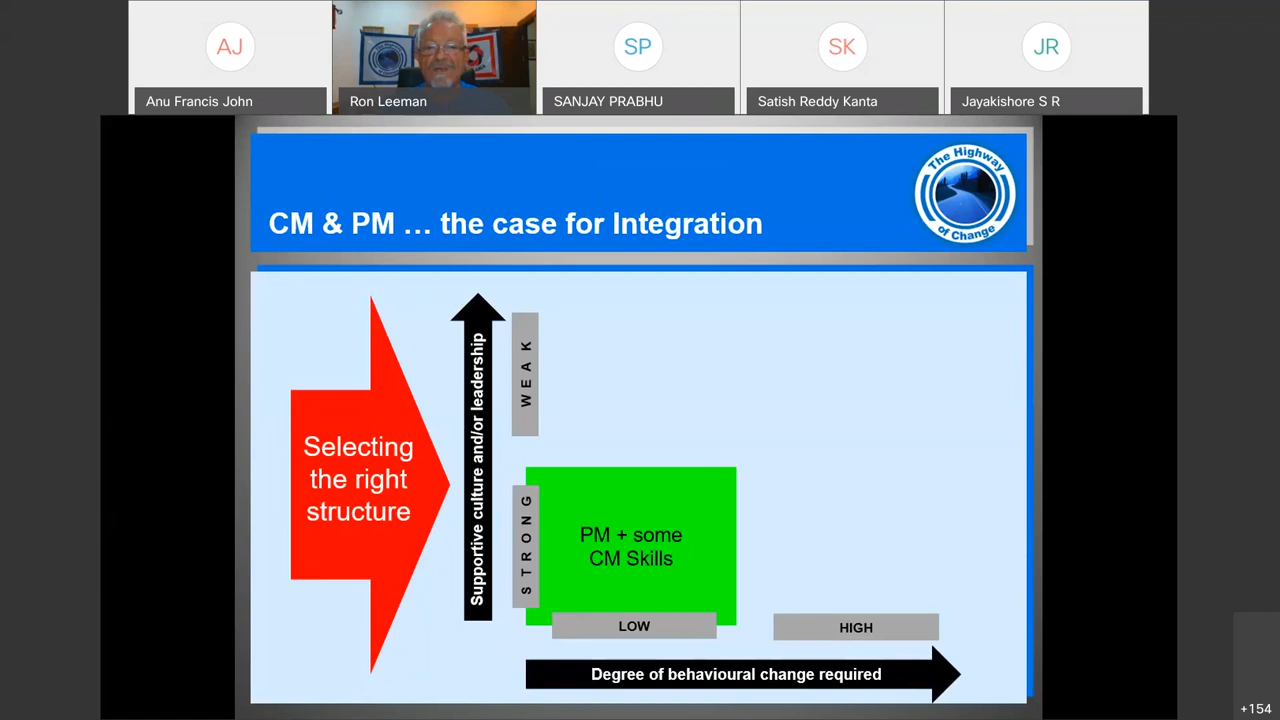 AJ
SP
SK
JR
Anu Francis John
Ron Leeman
SANJAY PRABHU
Satish Reddy Kanta
Jayakishore S R
The Highway
of Change
CM & PM … the case for Integration
Selecting
the right
structure
Supportive culture and/or leadership
WEAK
STRONG
PM + some
CM Skills
LOW
HIGH
Degree of behavioural change required
+154